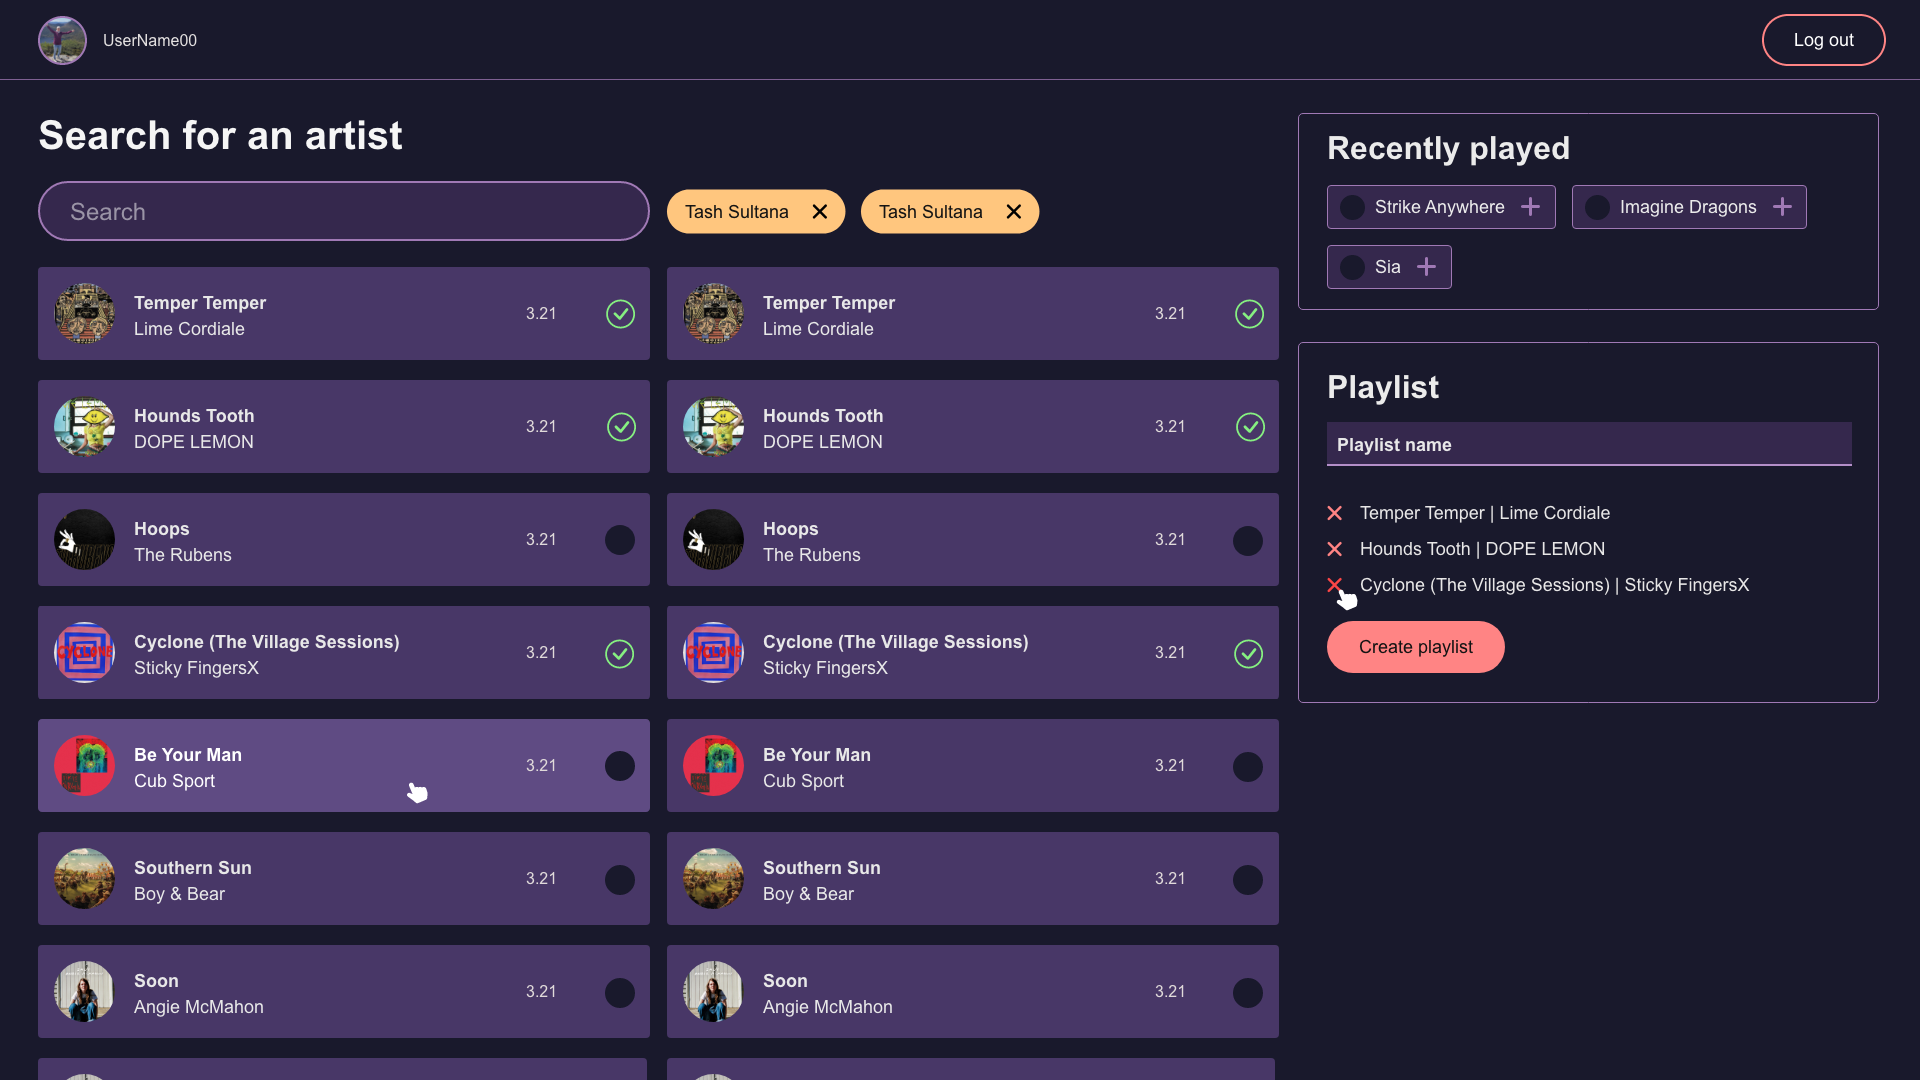 UserName00
Log out
Search for an artist
Search
Tash Sultana
Tash Sultana
Temper Temper
Lime Cordiale
3.21
Temper Temper
Lime Cordiale
3.21
Hounds Tooth
DOPE LEMON
3.21
Hounds Tooth
DOPE LEMON
3.21
Hoops
The Rubens
3.21
Hoops
The Rubens
3.21
CYCLONE
Cyclone (The Village Sessions)
Sticky FingersX
3.21
CYCLONE
Cyclone (The Village Sessions)
Sticky FingersX
3.21
Be Your Man
Cub Sport
3.21
Be Your Man
Cub Sport
3.21
Southern Sun
Boy & Bear
3.21
Southern Sun
Boy & Bear
3.21
Soon
Angie McMahon
3.21
Soon
Angie McMahon
3.21
Recently played
Strike Anywhere
Imagine Dragons
Sia
Playlist
Playlist name
Temper Temper | Lime Cordiale
Hounds Tooth | DOPE LEMON
Cyclone (The Village Sessions) | Sticky FingersX
Create playlist